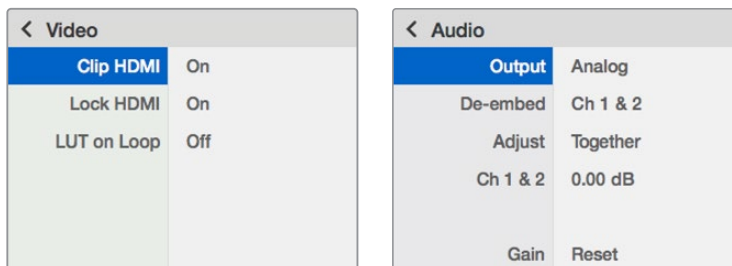 < Video
Clip HDMI On
Lock HDMI On
LUT on Loop Off
< Audio
Output Analog
De-embed Ch 1 & 2
Adjust Together
Ch 1 & 2 0.00 dB
Gain Reset